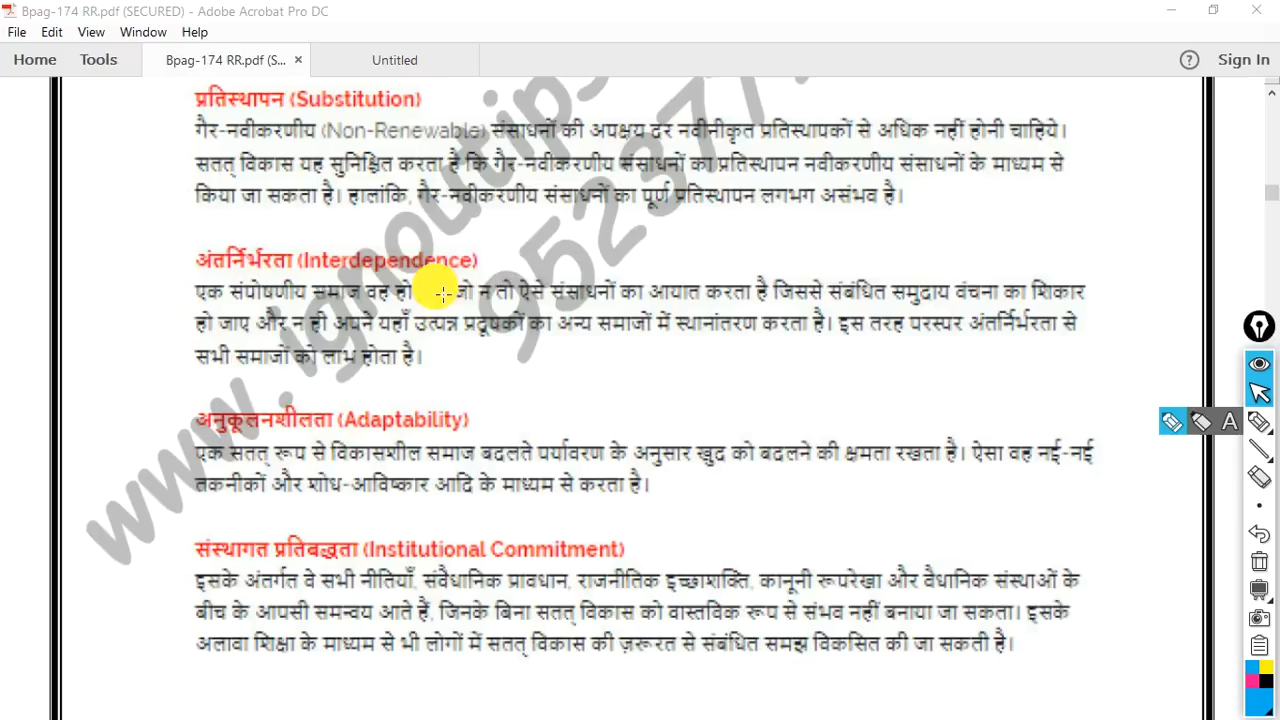 Bpag-174 RR.pdf (SECURED) - Adobe Acrobat Pro DC
File Edit View Window Help
Home Tools Bpag-174 RR.pdf (S... × Untitled Sign In
प्रतिस्थापन (Substitution)
गैर-नवीकरणीय (Non-Renewable) संसाधनों की अपक्षय दर नवीनीकृत प्रतिस्थापकों से अधिक नहीं होनी चाहिये।
सतत् विकास यह सुनिश्चित करता है कि गैर-नवीकरणीय संसाधनों का प्रतिस्थापन नवीकरणीय संसाधनों के माध्यम से
किया जा सकता है। हालांकि, गैर-नवीकरणीय संसाधनों का पूर्ण प्रतिस्थापन लगभग असंभव है।
अंतर्निर्भरता (Interdependence)
एक संपोषणीय समाज वह हो जो न तो ऐसे संसाधनों का आयात करता है जिससे संबंधित समुदाय वंचना का शिकार
हो जाए और न ही अपने यहाँ उत्पन्न प्रदूषकों का अन्य समाजों में स्थानांतरण करता है। इस तरह परस्पर अंतर्निर्भरता से
सभी समाजों को लाभ होता है।
अनुकूलनशीलता (Adaptability)
एक सतत् रूप से विकासशील समाज बदलते पर्यावरण के अनुसार खुद को बदलने की क्षमता रखता है। ऐसा वह नई-नई
तकनीकों और शोध-आविष्कार आदि के माध्यम से करता है।
संस्थागत प्रतिबद्धता (Institutional Commitment)
इसके अंतर्गत वे सभी नीतियाँ, संवैधानिक प्रावधान, राजनीतिक इच्छाशक्ति, कानूनी रूपरेखा और वैधानिक संस्थाओं के
बीच के आपसी समन्वय आते हैं, जिनके बिना सतत् विकास को वास्तविक रूप से संभव नहीं बनाया जा सकता। इसके
अलावा शिक्षा के माध्यम से भी लोगों में सतत् विकास की ज़रूरत से संबंधित समझ विकसित की जा सकती है।
www.ignoutips
952377
A